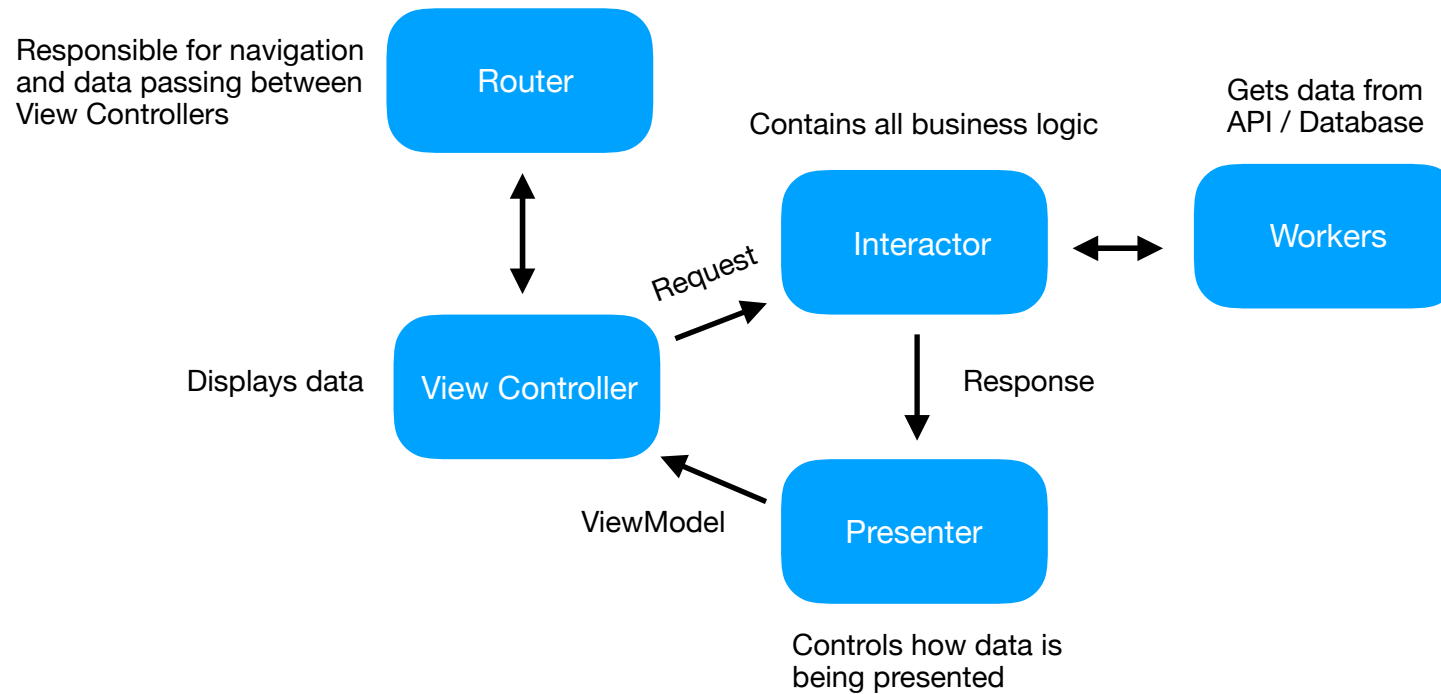 Responsible for navigation
and data passing between
View Controllers
Router
Contains all business logic
Gets data from
API / Database
Interactor
Workers
Request
Displays data
View Controller
Response
ViewModel
Presenter
Controls how data is
being presented